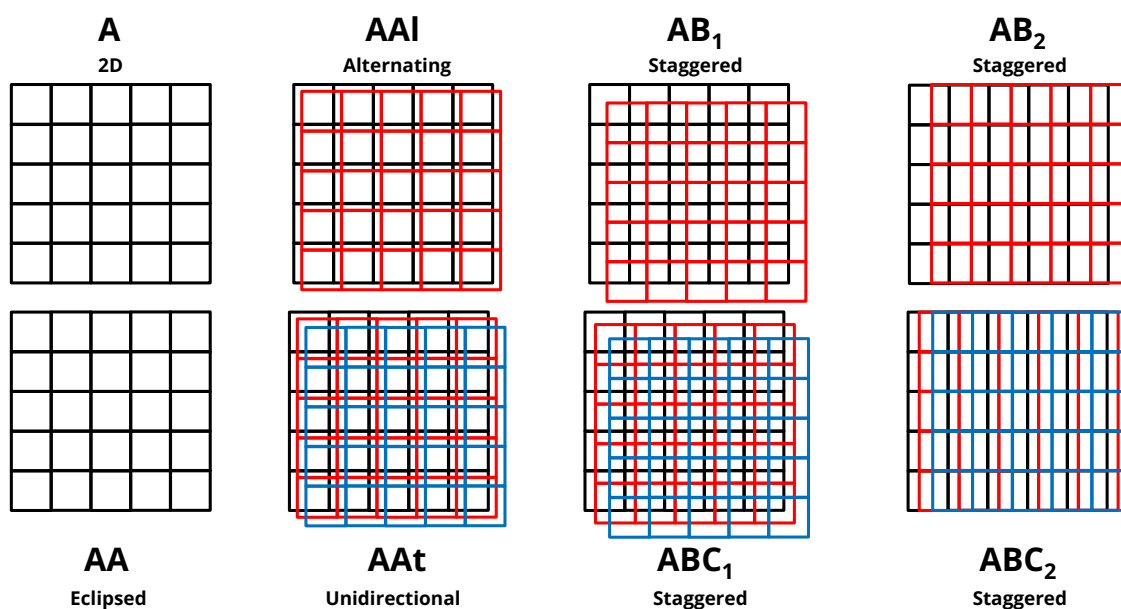 A
2D
AAl
Alternating
AB₁
Staggered
AB₂
Staggered
AA
Eclipsed
AAt
Unidirectional
ABC₁
Staggered
ABC₂
Staggered